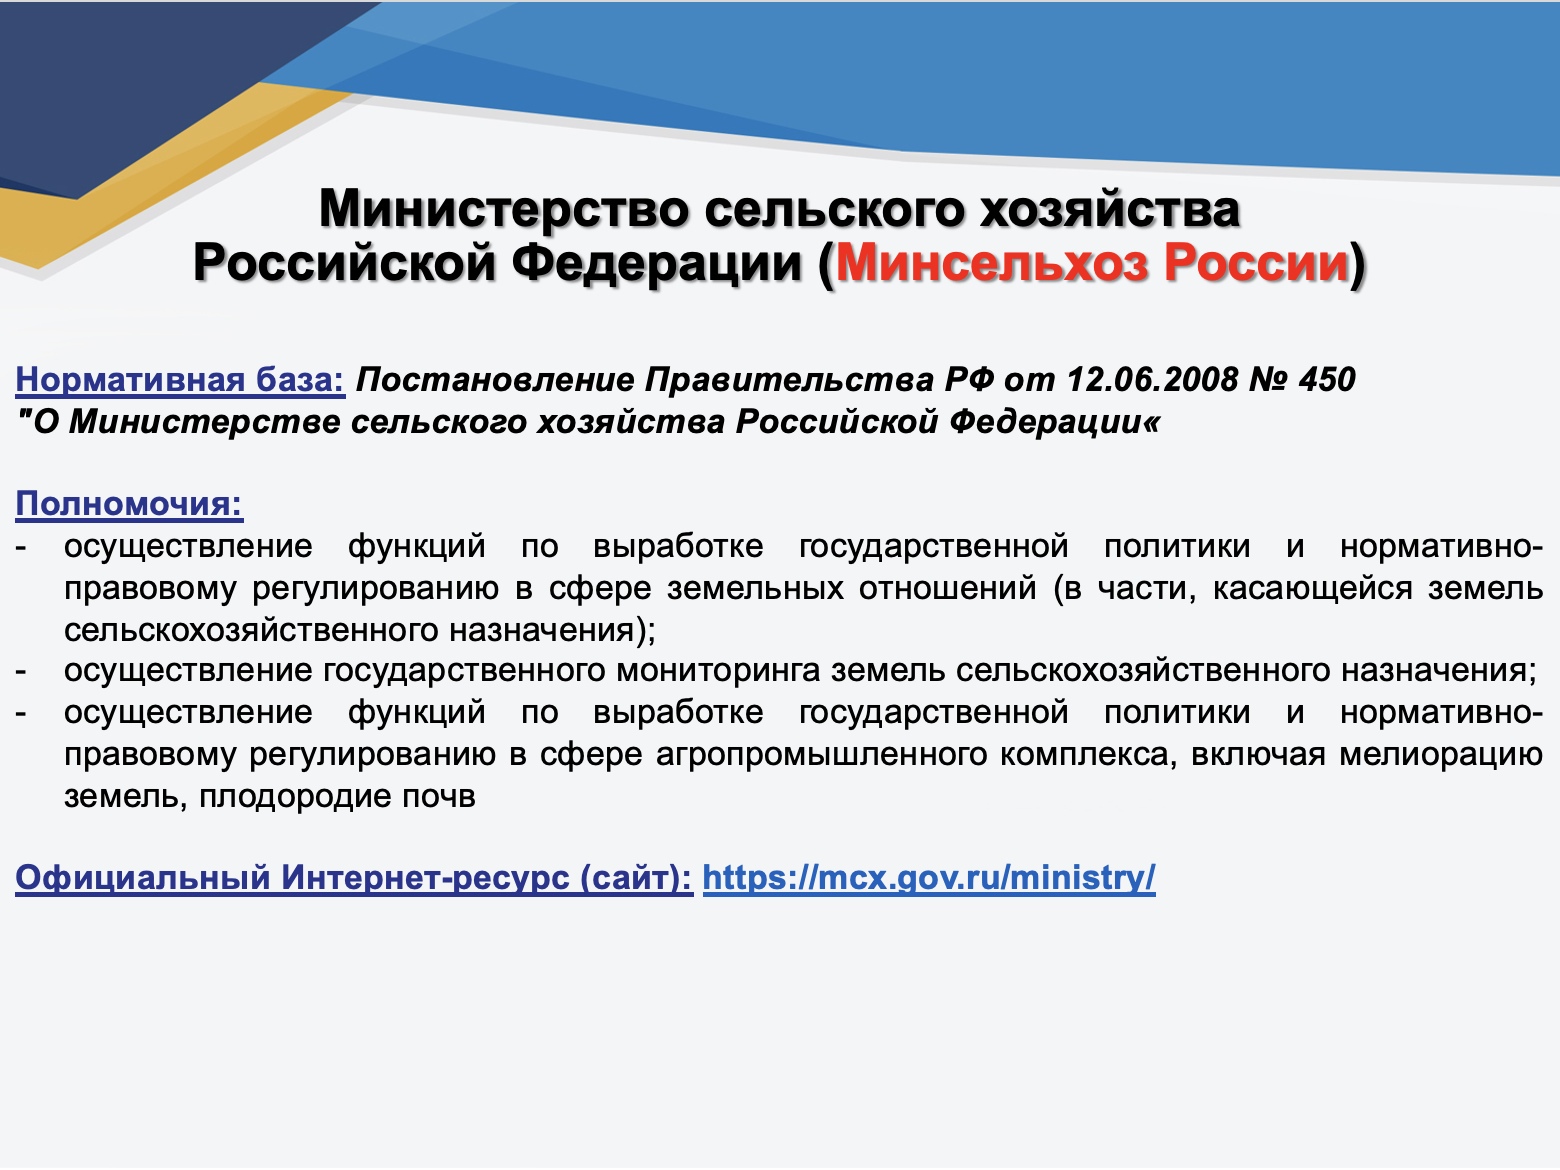 Министерство сельского хозяйства
Российской Федерации (Минсельхоз России)
Нормативная база: Постановление Правительства РФ от 12.06.2008 № 450
"О Министерстве сельского хозяйства Российской Федерации«
Полномочия:
- осуществление функций по выработке государственной политики и нормативно-
правовому регулированию в сфере земельных отношений (в части, касающейся земель
сельскохозяйственного назначения);
- осуществление государственного мониторинга земель сельскохозяйственного назначения;
- осуществление функций по выработке государственной политики и нормативно-
правовому регулированию в сфере агропромышленного комплекса, включая мелиорацию
земель, плодородие почв
Официальный Интернет-ресурс (сайт): https://mcx.gov.ru/ministry/